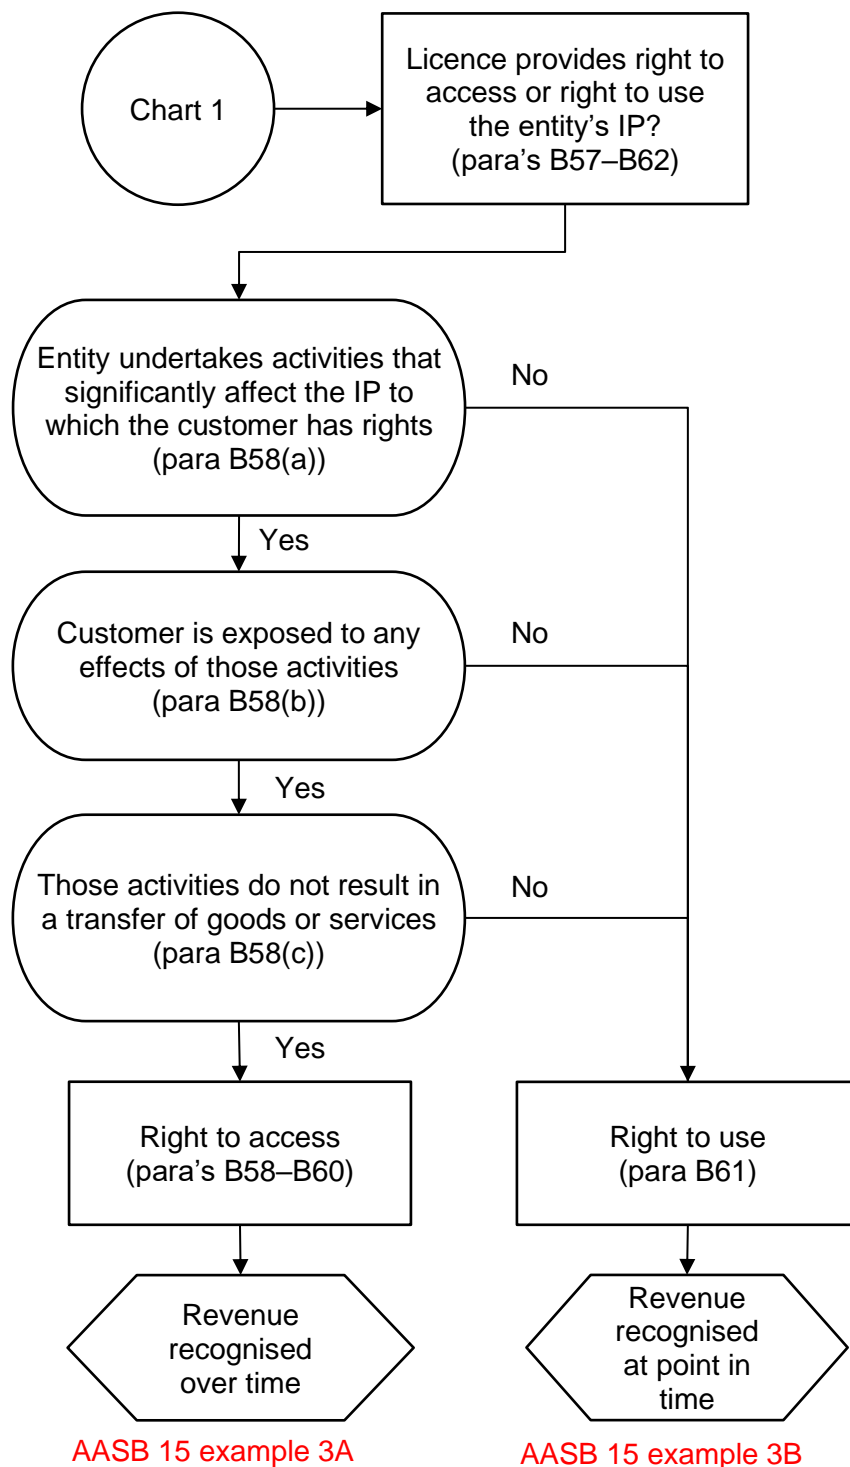 Chart 1
Licence provides right to
access or right to use
the entity’s IP?
(para’s B57–B62)
Entity undertakes activities that
significantly affect the IP to
which the customer has rights
(para B58(a))
No
Yes
Customer is exposed to any
effects of those activities
(para B58(b))
No
Yes
Those activities do not result in
a transfer of goods or services
(para B58(c))
No
Yes
Right to access
(para’s B58–B60)
Right to use
(para B61)
Revenue
recognised
over time
Revenue
recognised
at point in
time
AASB 15 example 3A
AASB 15 example 3B